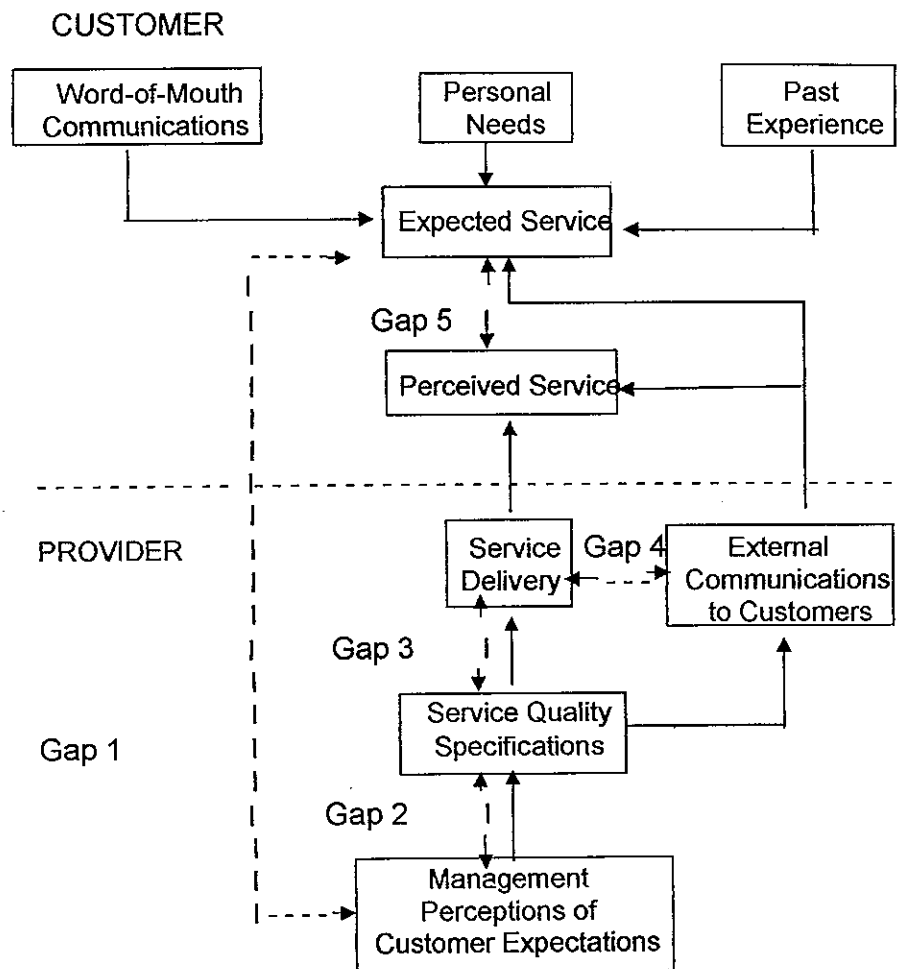 CUSTOMER
Word-of-Mouth
Communications
Personal
Needs
Past
Experience
Expected Service
Gap 5
Perceived Service
PROVIDER
Service
Delivery
Gap 4
External
Communications
to Customers
Gap 3
Service Quality
Specifications
Gap 1
Gap 2
Management
Perceptions of
Customer Expectations